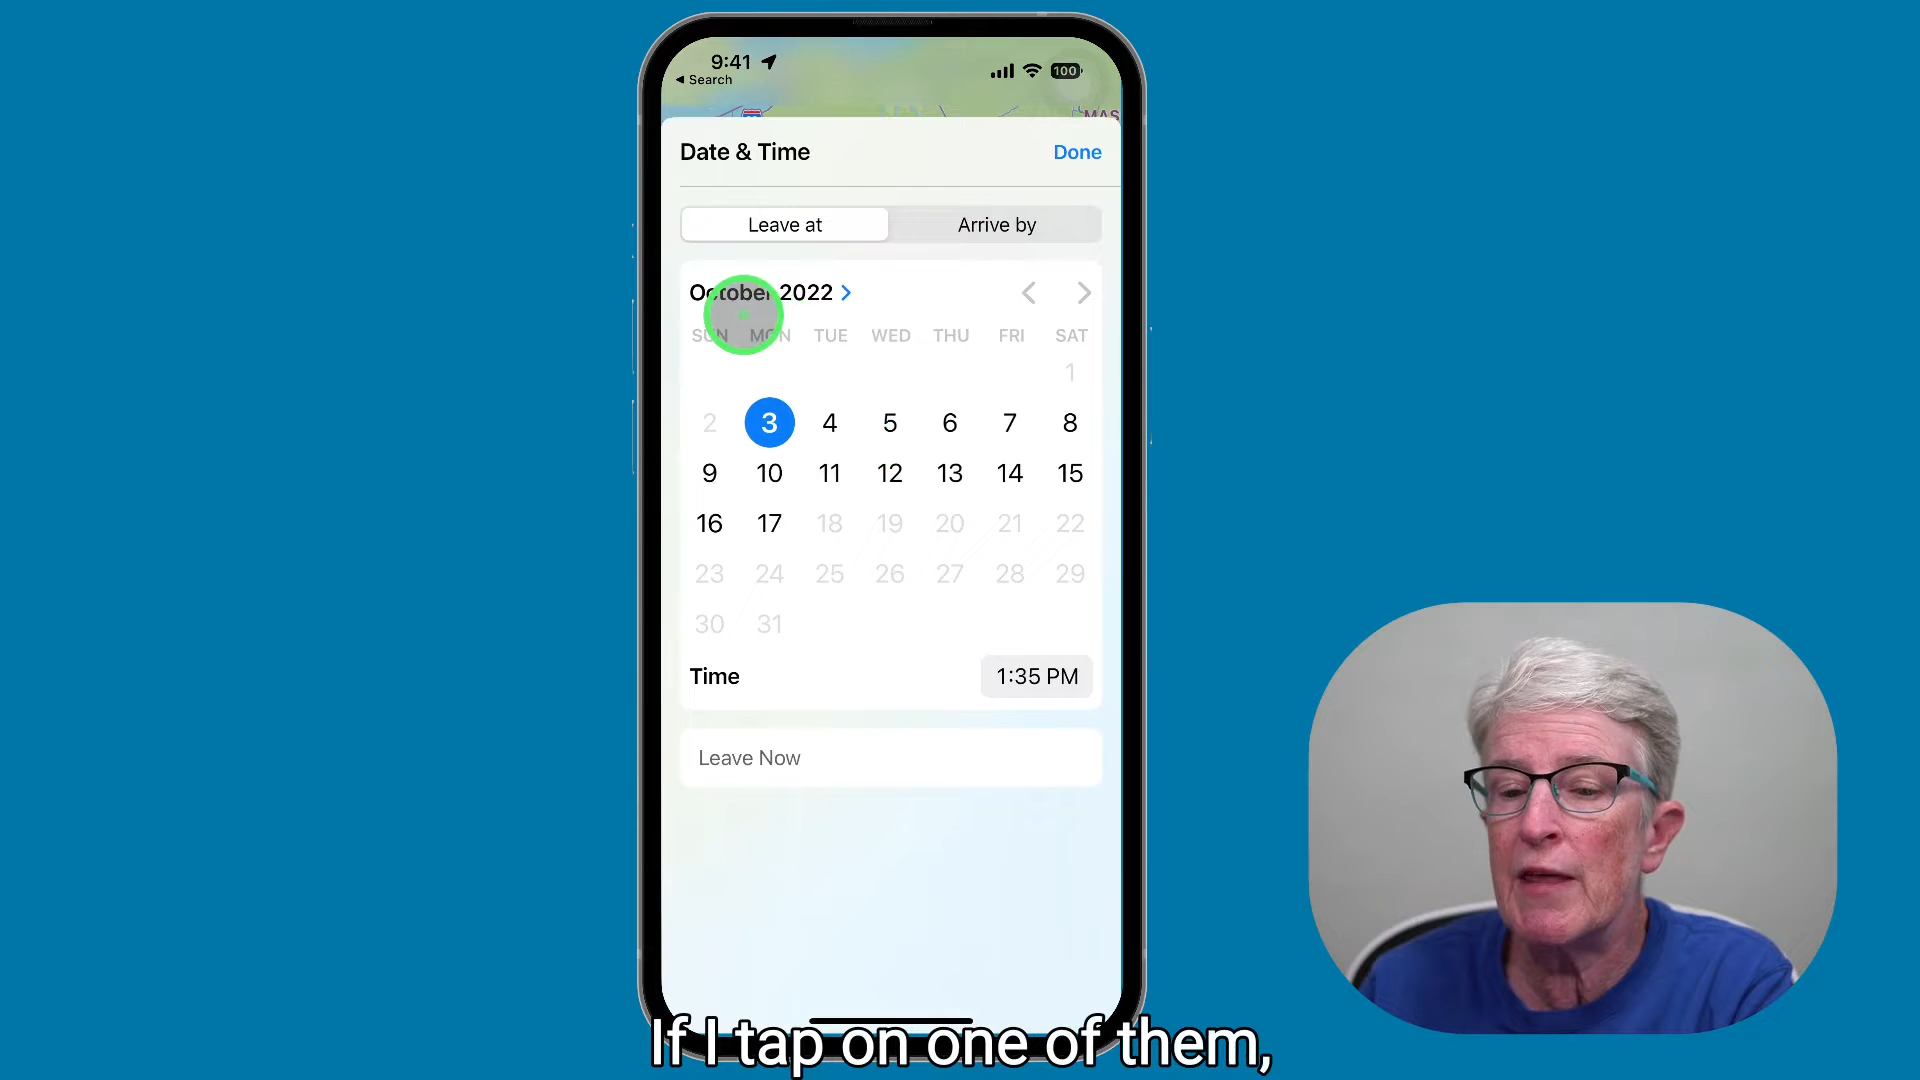 9:41
100
◀ Search
MAS
Date & Time
Done
Leave at
Arrive by
October 2022 >
SUN MON TUE WED THU FRI SAT
1
2 3 4 5 6 7 8
9 10 11 12 13 14 15
16 17 18 19 20 21 22
23 24 25 26 27 28 29
30 31
Time
1:35 PM
Leave Now
If I tap on one of them,